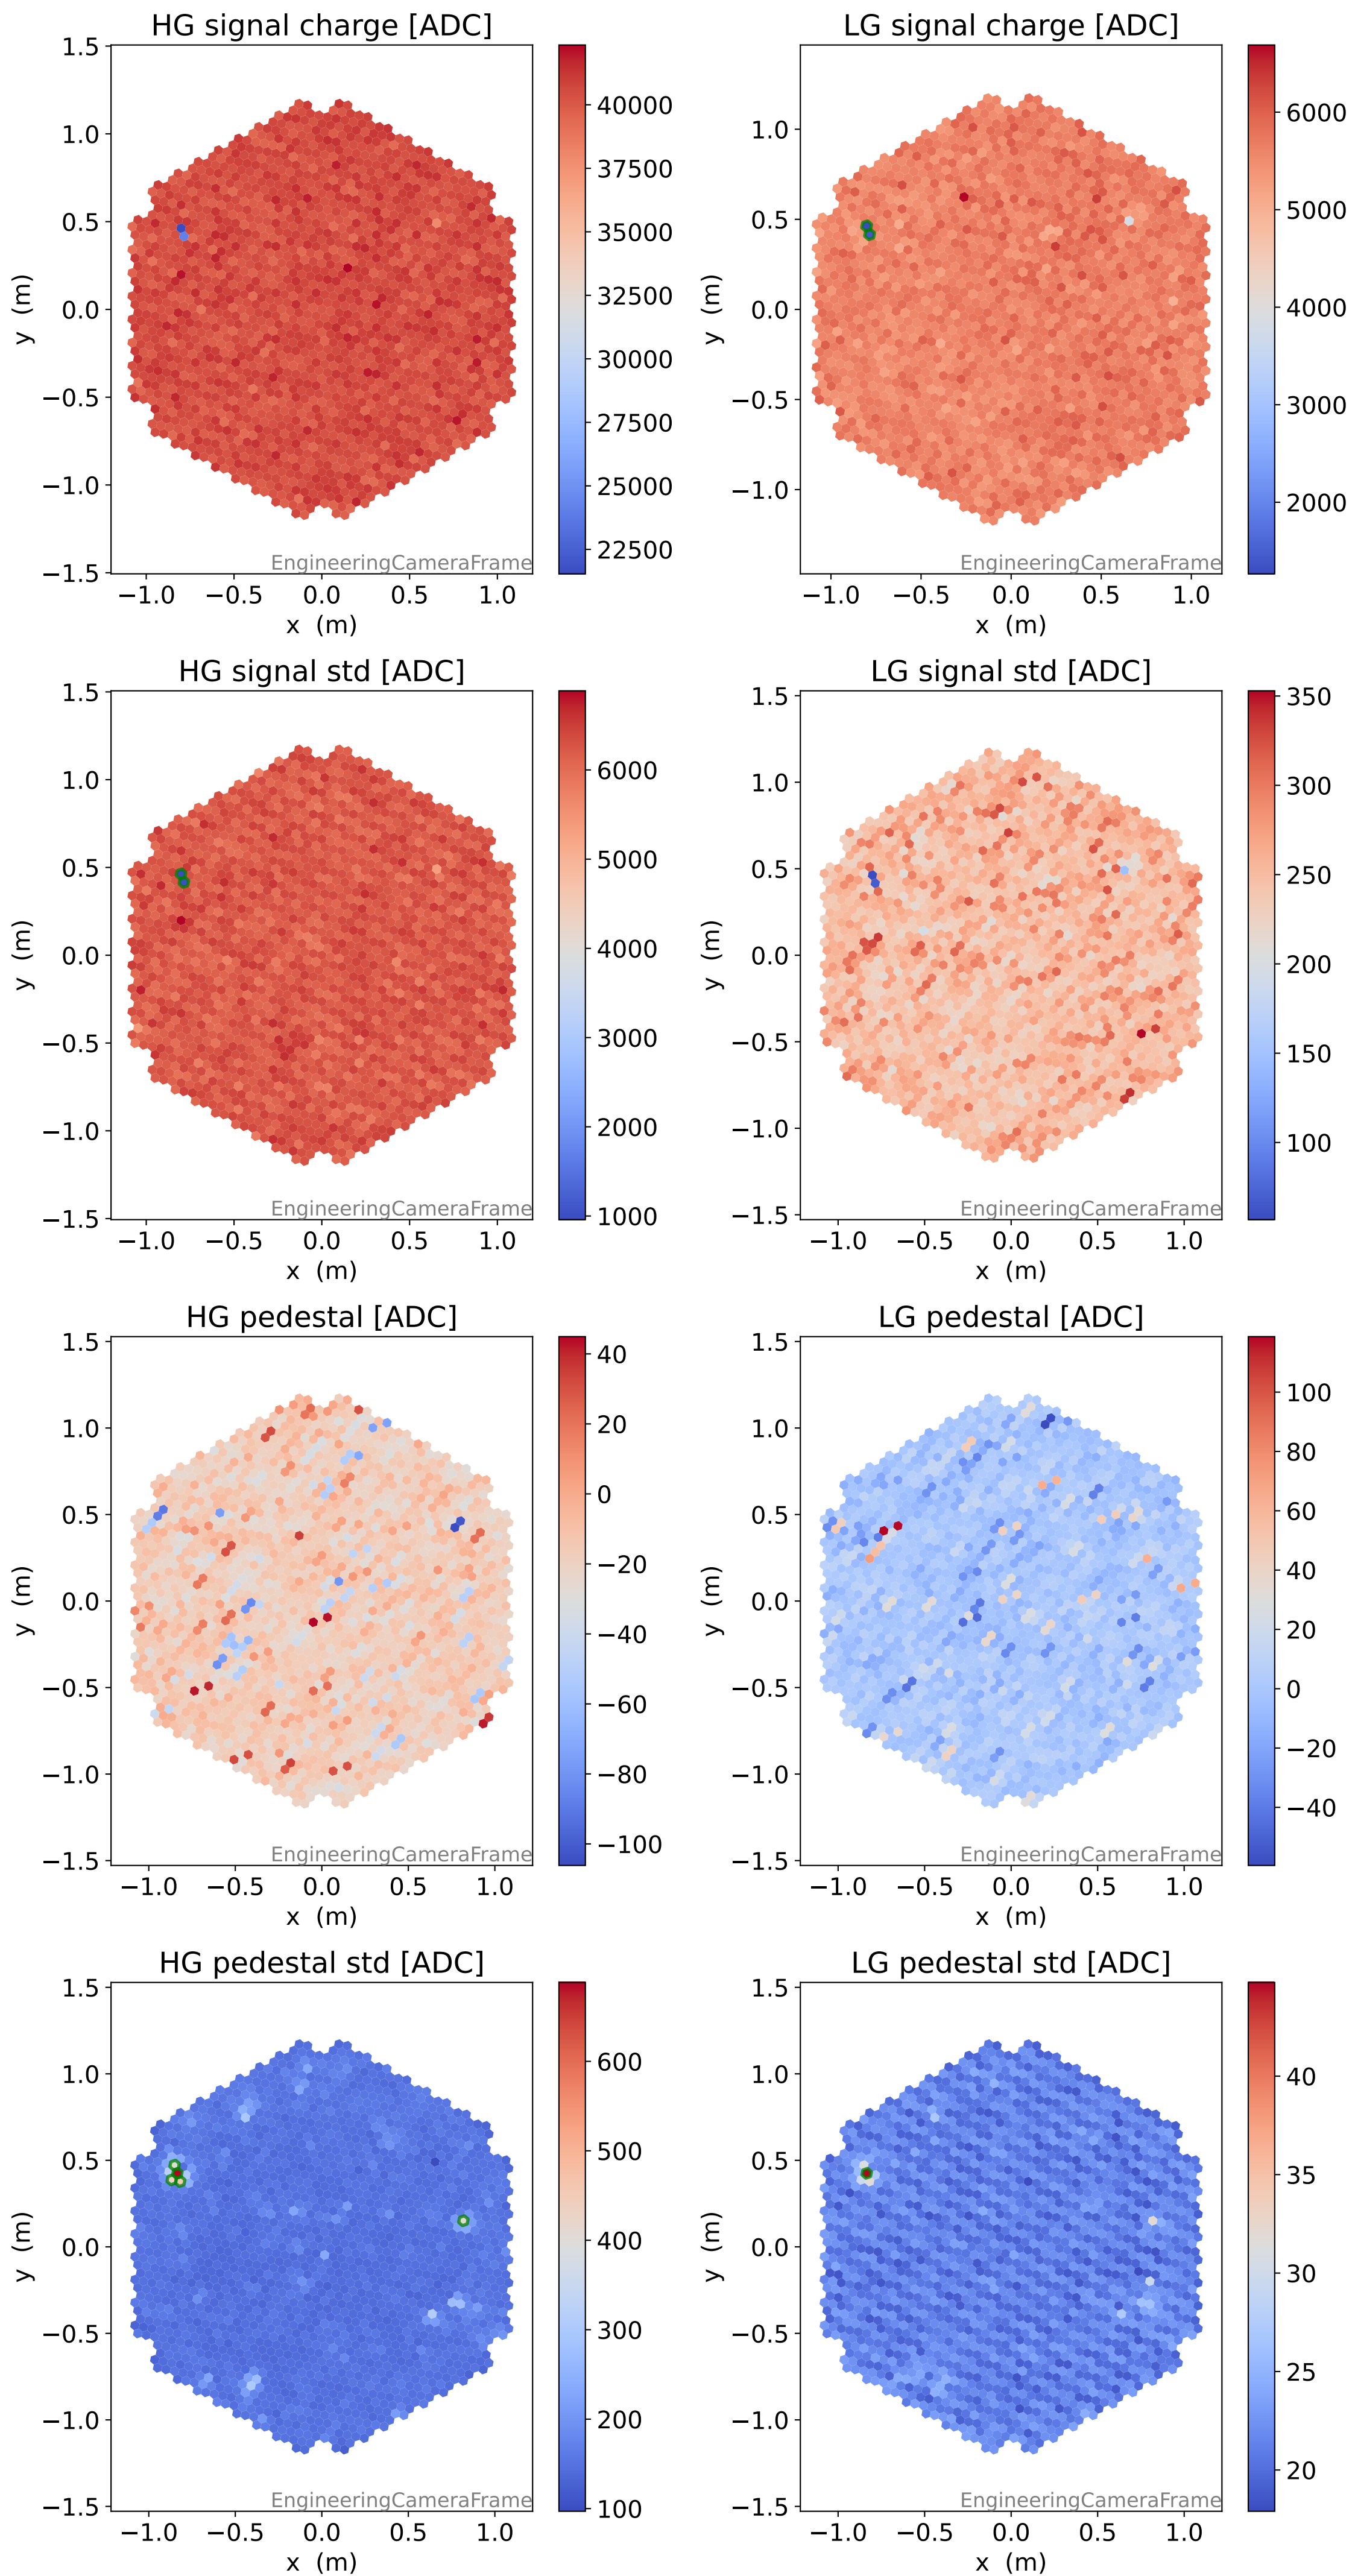 HG signal charge [ADC]
1.5
1.0
0.5
0.0
−0.5
−1.0
−1.5
y (m)
−1.0 −0.5 0.0 0.5 1.0
x (m)
EngineeringCameraFrame
40000
37500
35000
32500
30000
27500
25000
22500
LG signal charge [ADC]
1.0
0.5
0.0
−0.5
−1.0
y (m)
−1.0 −0.5 0.0 0.5 1.0
x (m)
EngineeringCameraFrame
6000
5000
4000
3000
2000
HG signal std [ADC]
1.5
1.0
0.5
0.0
−0.5
−1.0
−1.5
y (m)
−1.0 −0.5 0.0 0.5 1.0
x (m)
EngineeringCameraFrame
6000
5000
4000
3000
2000
1000
LG signal std [ADC]
1.5
1.0
0.5
0.0
−0.5
−1.0
−1.5
y (m)
−1.0 −0.5 0.0 0.5 1.0
x (m)
EngineeringCameraFrame
350
300
250
200
150
100
HG pedestal [ADC]
1.5
1.0
0.5
0.0
−0.5
−1.0
−1.5
y (m)
−1.0 −0.5 0.0 0.5 1.0
x (m)
EngineeringCameraFrame
40
20
0
−20
−40
−60
−80
−100
LG pedestal [ADC]
1.5
1.0
0.5
0.0
−0.5
−1.0
−1.5
y (m)
−1.0 −0.5 0.0 0.5 1.0
x (m)
EngineeringCameraFrame
100
80
60
40
20
0
−20
−40
HG pedestal std [ADC]
1.5
1.0
0.5
0.0
−0.5
−1.0
−1.5
y (m)
−1.0 −0.5 0.0 0.5 1.0
x (m)
EngineeringCameraFrame
600
500
400
300
200
100
LG pedestal std [ADC]
1.5
1.0
0.5
0.0
−0.5
−1.0
−1.5
y (m)
−1.0 −0.5 0.0 0.5 1.0
x (m)
EngineeringCameraFrame
40
35
30
25
20